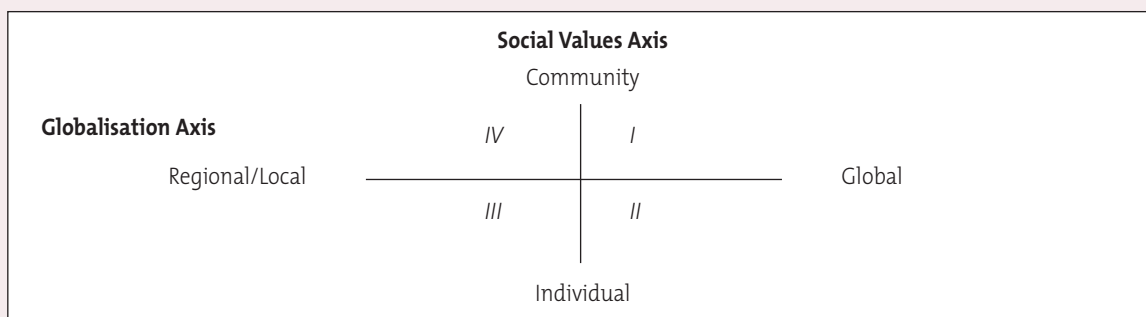 Social Values Axis
Community
Globalisation Axis
IV I
Regional/Local Global
III II
Individual